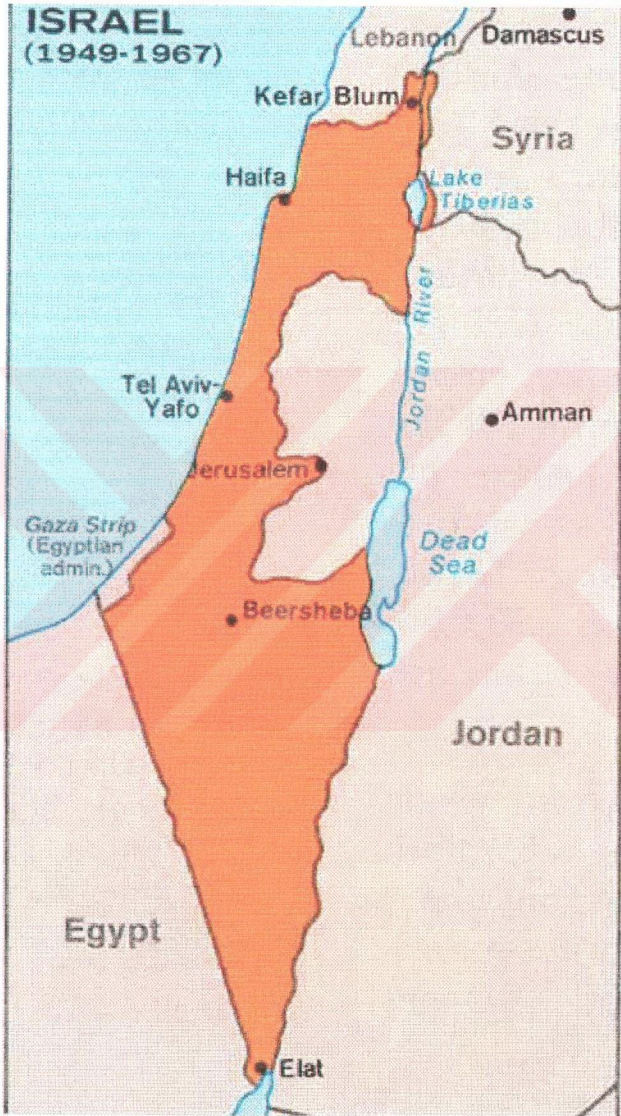 ISRAEL
(1949-1967)
Lebanon
Damascus
Kefar Blum
Syria
Haifa
Lake
Tiberias
Jordan River
Tel Aviv-
Yafo
Amman
Jerusalem
Gaza Strip
(Egyptian
admin.)
Dead
Sea
Beersheba
Jordan
Egypt
Elat